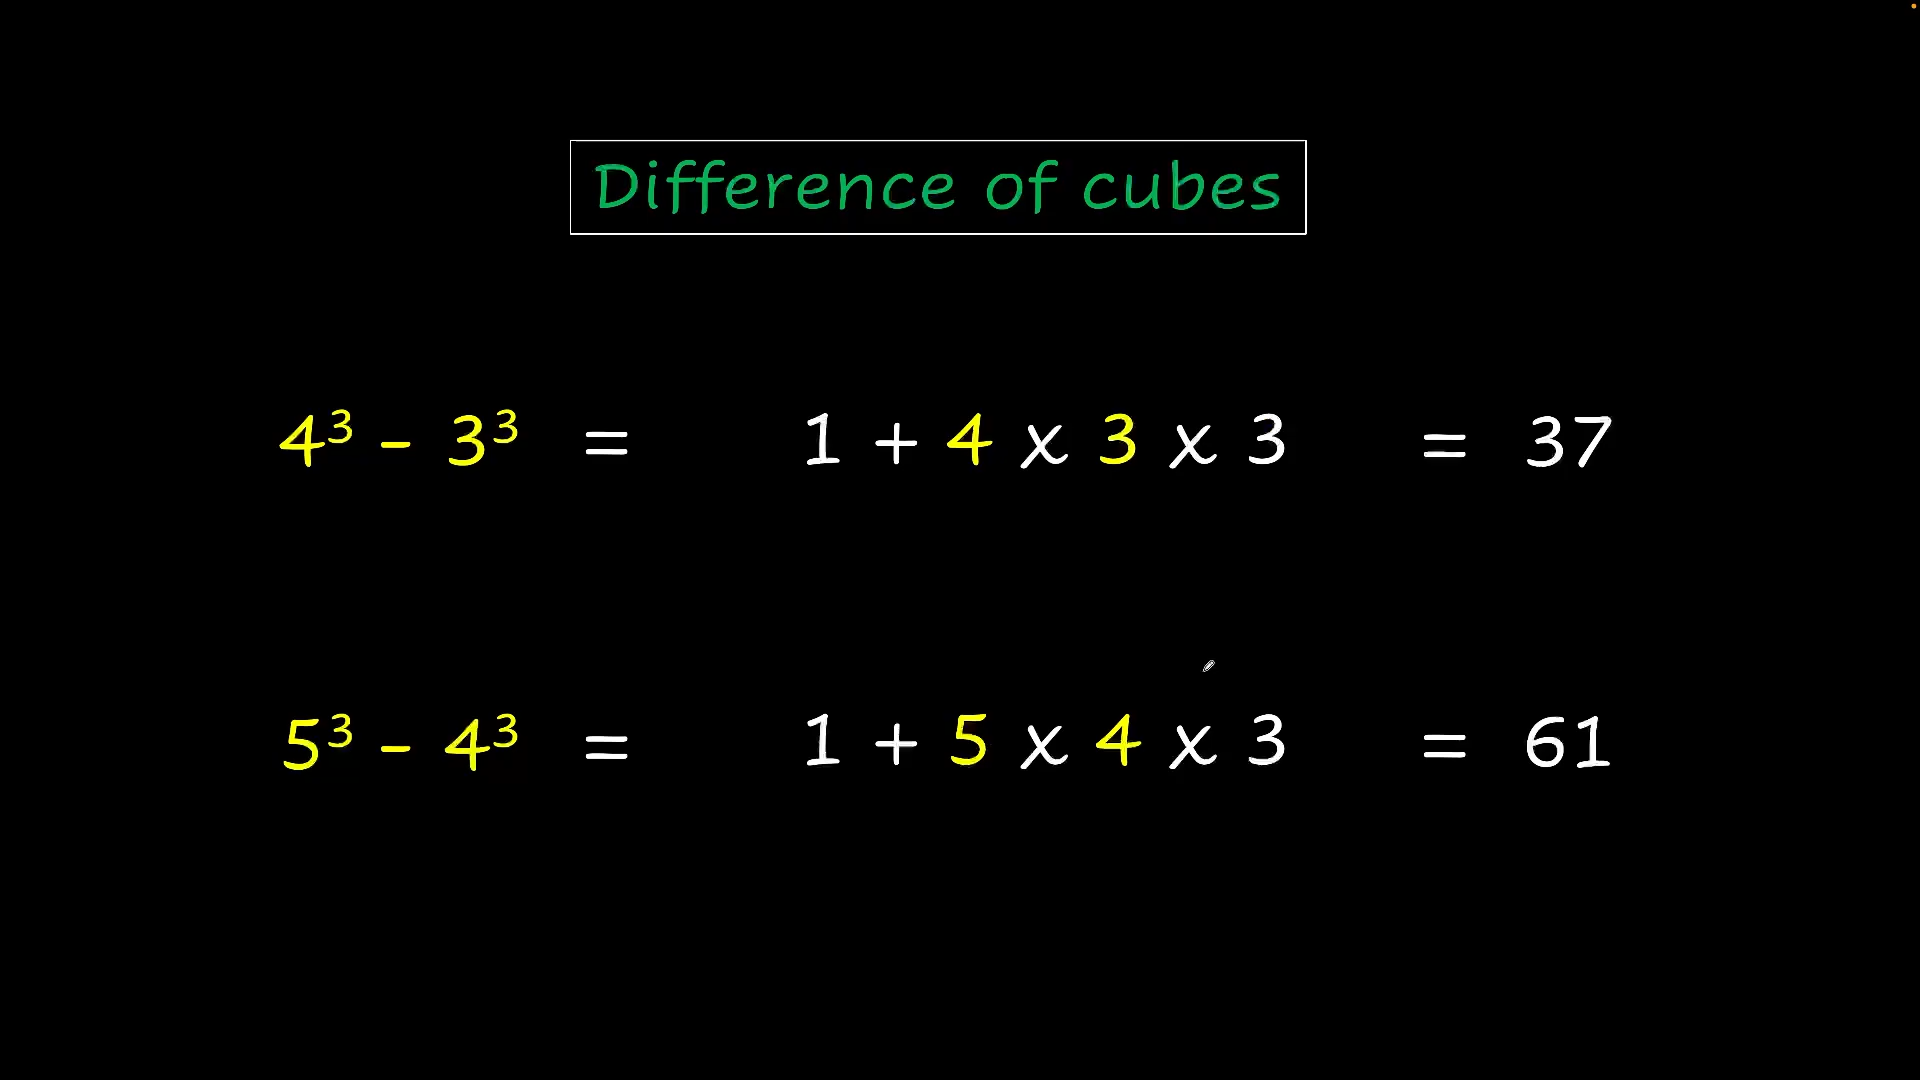 Difference of cubes
4³ - 3³ = 1 + 4 x 3 x 3 = 37
5³ - 4³ = 1 + 5 x 4 x 3 = 61